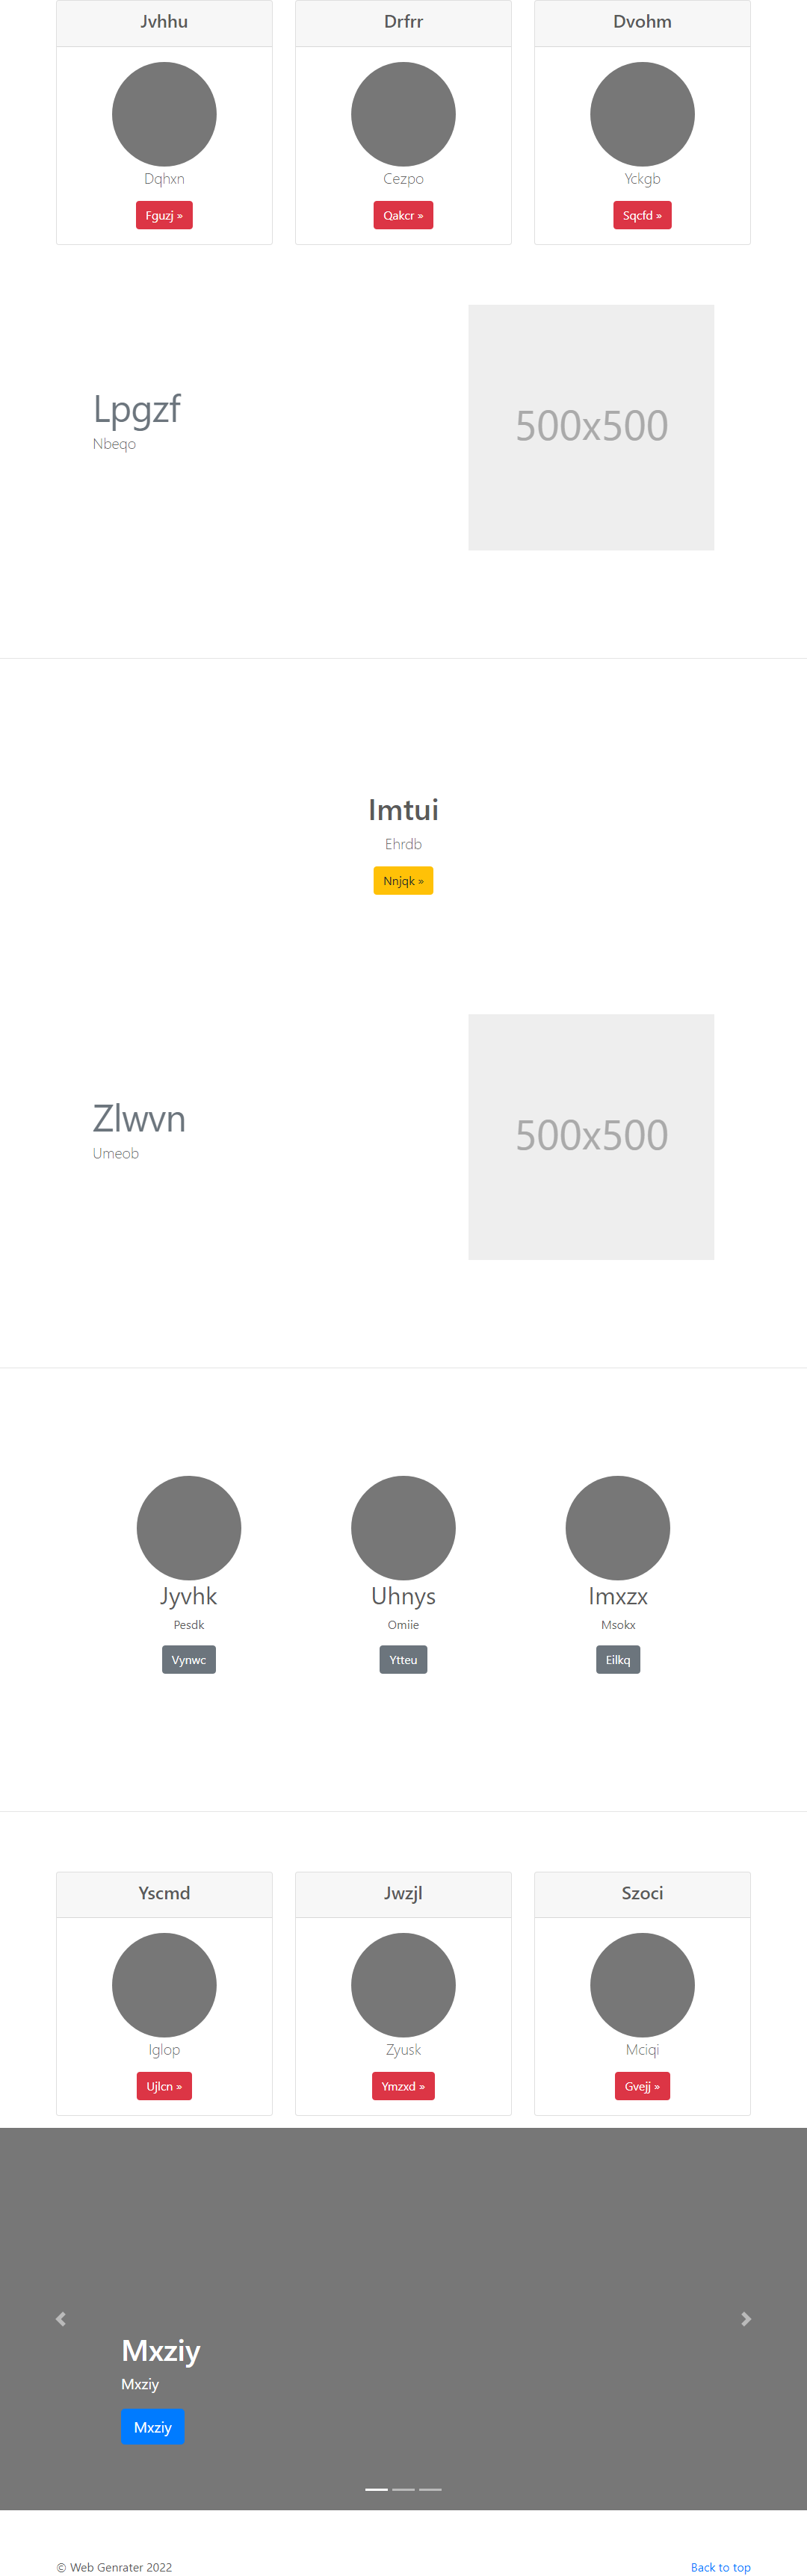 Jvhhu
Drfrr
Dvohm
Dqhxn
Cezpo
Yckgb
Fguzj »
Qakcr »
Sqcfd »
Lpgzf
Nbeqo
500x500
Imtui
Ehrdb
Nnjqk »
Zlwvn
Umeob
500x500
Jyvhk
Uhnys
Imxzx
Pesdk
Omiie
Msokx
Vynwc
Ytteu
Eilkq
Yscmd
Jwzjl
Szoci
Iglop
Zyusk
Mciqi
Ujlcn »
Ymzxd »
Gvejj »
Mxziy
Mxziy
Mxziy
© Web Genrater 2022
Back to top